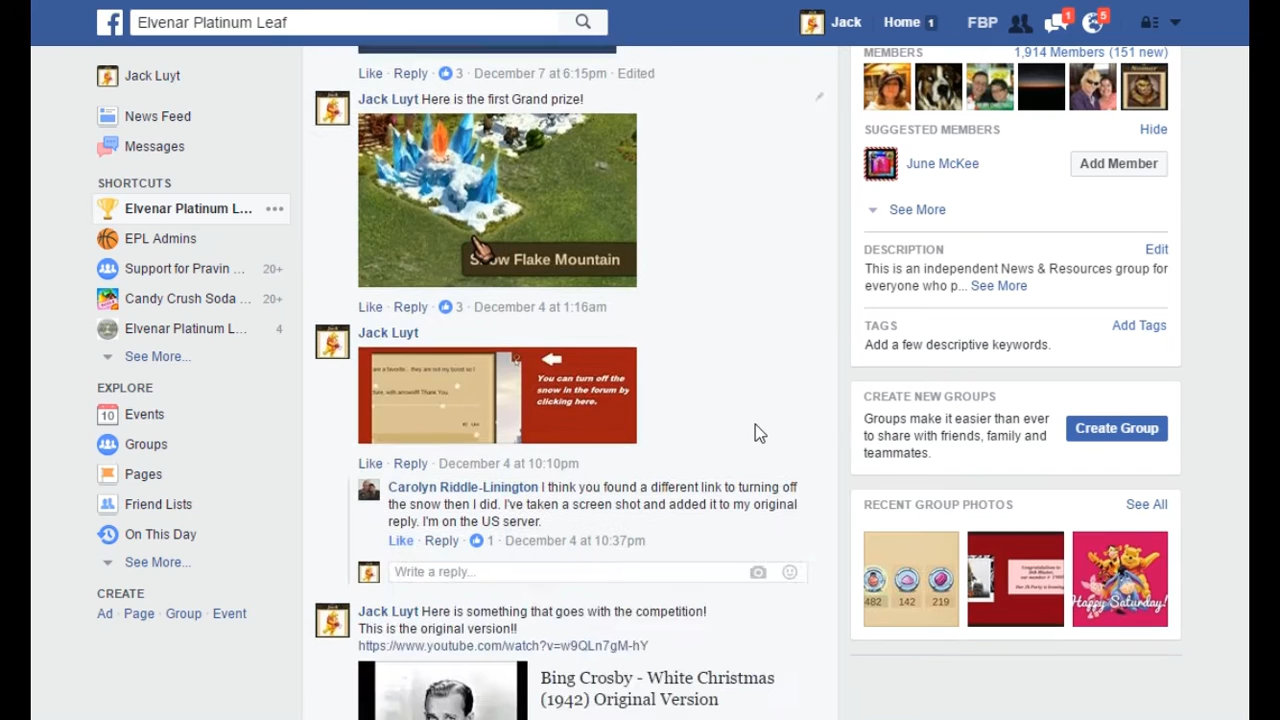 Elvenar Platinum Leaf
Jack
Home 1
FBP
1
5
Jack Luyt
News Feed
Messages
SHORTCUTS
Elvenar Platinum L...
EPL Admins
Support for Pravin ... 20+
Candy Crush Soda ... 20+
Elvenar Platinum L... 4
See More...
EXPLORE
10 Events
Groups
Pages
Friend Lists
On This Day
See More...
CREATE
Ad · Page · Group · Event
Like · Reply · 3 · December 7 at 6:15pm · Edited
Jack Luyt Here is the first Grand prize!
Snow Flake Mountain
Like · Reply · 3 · December 4 at 1:16am
Jack Luyt
You can turn off the
snow in the forum by
clicking here.
Like · Reply · December 4 at 10:10pm
Carolyn Riddle-Linington I think you found a different link to turning off
the snow then I did. I've taken a screen shot and added it to my original
reply. I'm on the US server.
Like · Reply · 1 · December 4 at 10:37pm
Write a reply...
Jack Luyt Here is something that goes with the competition!
This is the original version!!
https://www.youtube.com/watch?v=w9QLn7gM-hY
Bing Crosby - White Christmas
(1942) Original Version
MEMBERS 1,914 Members (151 new)
SUGGESTED MEMBERS Hide
June McKee Add Member
See More
DESCRIPTION Edit
This is an independent News & Resources group for
everyone who p... See More
TAGS Add Tags
Add a few descriptive keywords.
CREATE NEW GROUPS
Groups make it easier than ever
to share with friends, family and
teammates.
Create Group
RECENT GROUP PHOTOS See All
482 142 219
Happy Saturday!